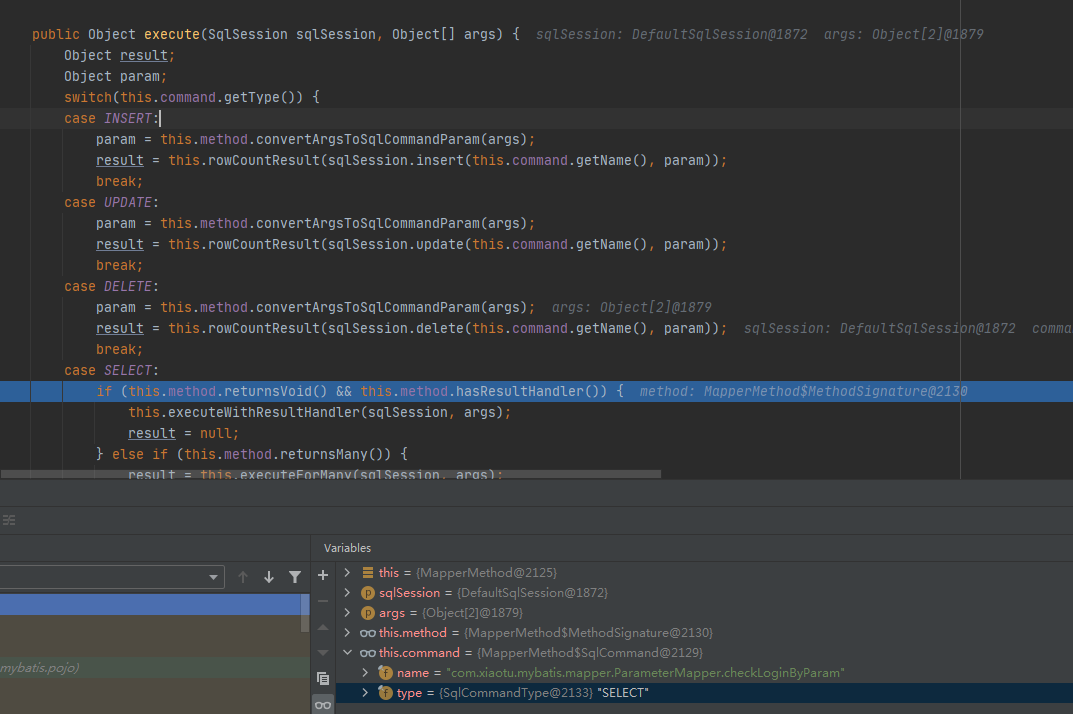 public Object execute(SqlSession sqlSession, Object[] args) {  sqlSession: DefaultSqlSession@1872  args: Object[2]@1879
Object result;
Object param;
switch(this.command.getType()) {
case INSERT:
param = this.method.convertArgsToSqlCommandParam(args);
result = this.rowCountResult(sqlSession.insert(this.command.getName(), param));
break;
case UPDATE:
param = this.method.convertArgsToSqlCommandParam(args);
result = this.rowCountResult(sqlSession.update(this.command.getName(), param));
break;
case DELETE:
param = this.method.convertArgsToSqlCommandParam(args);  args: Object[2]@1879
result = this.rowCountResult(sqlSession.delete(this.command.getName(), param));  sqlSession: DefaultSqlSession@1872  comma
break;
case SELECT:
if (this.method.returnsVoid() && this.method.hasResultHandler()) {  method: MapperMethod$MethodSignature@2130
this.executeWithResultHandler(sqlSession, args);
result = null;
} else if (this.method.returnsMany()) {
result = this.executeForMany(sqlSession, args);
Variables
this = {MapperMethod@2125}
sqlSession = {DefaultSqlSession@1872}
args = {Object[2]@1879}
this.method = {MapperMethod$MethodSignature@2130}
this.command = {MapperMethod$SqlCommand@2129}
name = "com.xiaotu.mybatis.mapper.ParameterMapper.checkLoginByParam"
type = {SqlCommandType@2133} "SELECT"
mybatis.pojo)